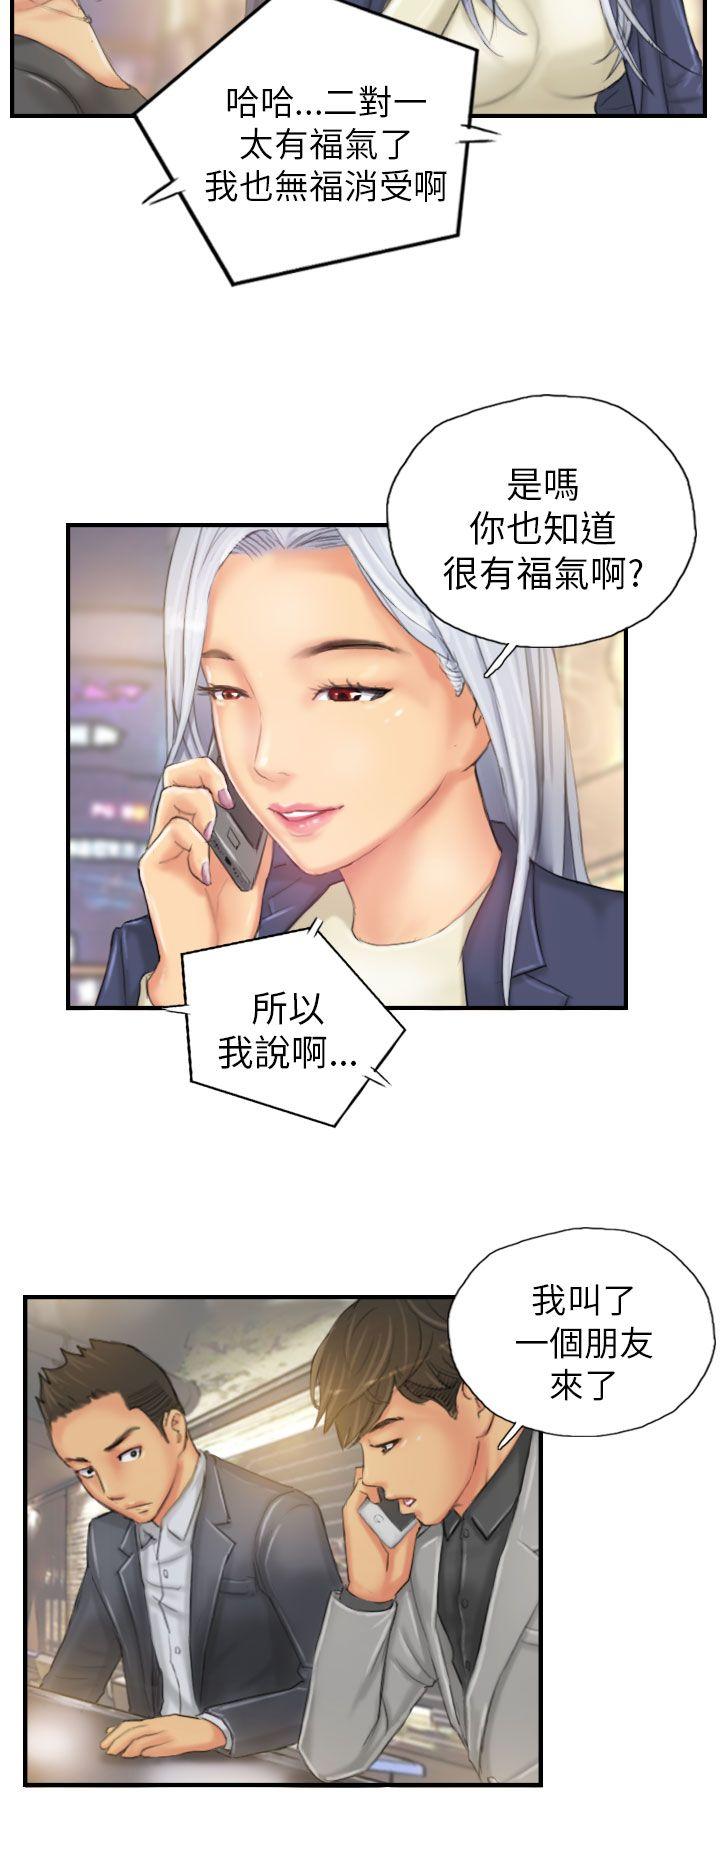 哈哈...二對一
太有福氣了
我也無福消受啊
是嗎
你也知道
很有福氣啊?
所以
我說啊...
我叫了
一個朋友
來了